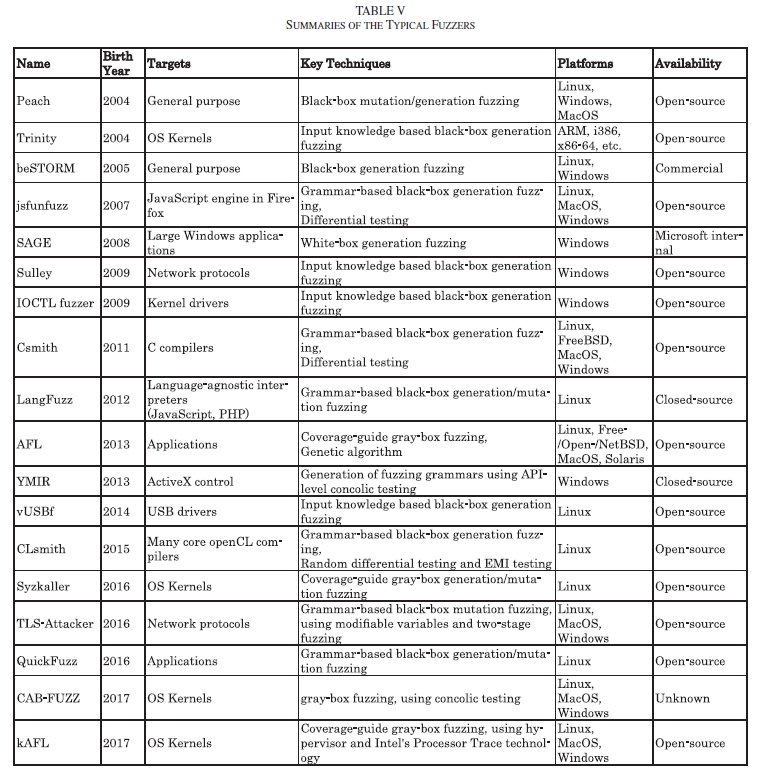 TABLE V
SUMMARIES OF THE TYPICAL FUZZERS
Name
Birth
Year
Targets
Key Techniques
Platforms
Availability
Peach
2004
General purpose
Black-box mutation/generation fuzzing
Linux,
Windows,
MacOS
Open-source
Trinity
2004
OS Kernels
Input knowledge based black-box generation
fuzzing
ARM, i386,
x86-64, etc.
Open-source
beSTORM
2005
General purpose
Black-box generation fuzzing
Linux,
Windows
Commercial
jsfunfuzz
2007
JavaScript engine in Fire-
fox
Grammar-based black-box generation fuzz-
ing,
Differential testing
Linux,
MacOS,
Windows
Open-source
SAGE
2008
Large Windows applica-
tions
White-box generation fuzzing
Windows
Microsoft inter-
nal
Sulley
2009
Network protocols
Input knowledge based black-box generation
fuzzing
Windows
Open-source
IOCTL fuzzer
2009
Kernel drivers
Input knowledge based black-box generation
fuzzing
Windows
Open-source
Csmith
2011
C compilers
Grammar-based black-box generation fuzz-
ing,
Differential testing
Linux,
FreeBSD,
MacOS,
Windows
Open-source
LangFuzz
2012
Language-agnostic inter-
preters
(JavaScript, PHP)
Grammar-based black-box generation/muta-
tion fuzzing
Linux
Closed-source
AFL
2013
Applications
Coverage-guide gray-box fuzzing,
Genetic algorithm
Linux, Free-
/Open-/NetBSD,
MacOS, Solaris
Open-source
YMIR
2013
ActiveX control
Generation of fuzzing grammars using API-
level concolic testing
Windows
Closed-source
vUSBf
2014
USB drivers
Input knowledge based black-box generation
fuzzing
Linux
Open-source
CLsmith
2015
Many core openCL com-
pilers
Grammar-based black-box generation fuzz-
ing,
Random differential testing and EMI testing
Linux
Open-source
Syzkaller
2016
OS Kernels
Coverage-guide gray-box generation/muta-
tion fuzzing
Linux
Open-source
TLS-Attacker
2016
Network protocols
Grammar-based black-box mutation fuzzing,
using modifiable variables and two-stage
fuzzing
Linux,
MacOS,
Windows
Open-source
QuickFuzz
2016
Applications
Grammar-based black-box generation/muta-
tion fuzzing
Linux
Open-source
CAB-FUZZ
2017
OS Kernels
gray-box fuzzing, using concolic testing
Linux,
MacOS,
Windows
Unknown
kAFL
2017
OS Kernels
Coverage-guide gray-box fuzzing, using hy-
pervisor and Intel's Processor Trace technol-
ogy
Linux,
MacOS,
Windows
Open-source